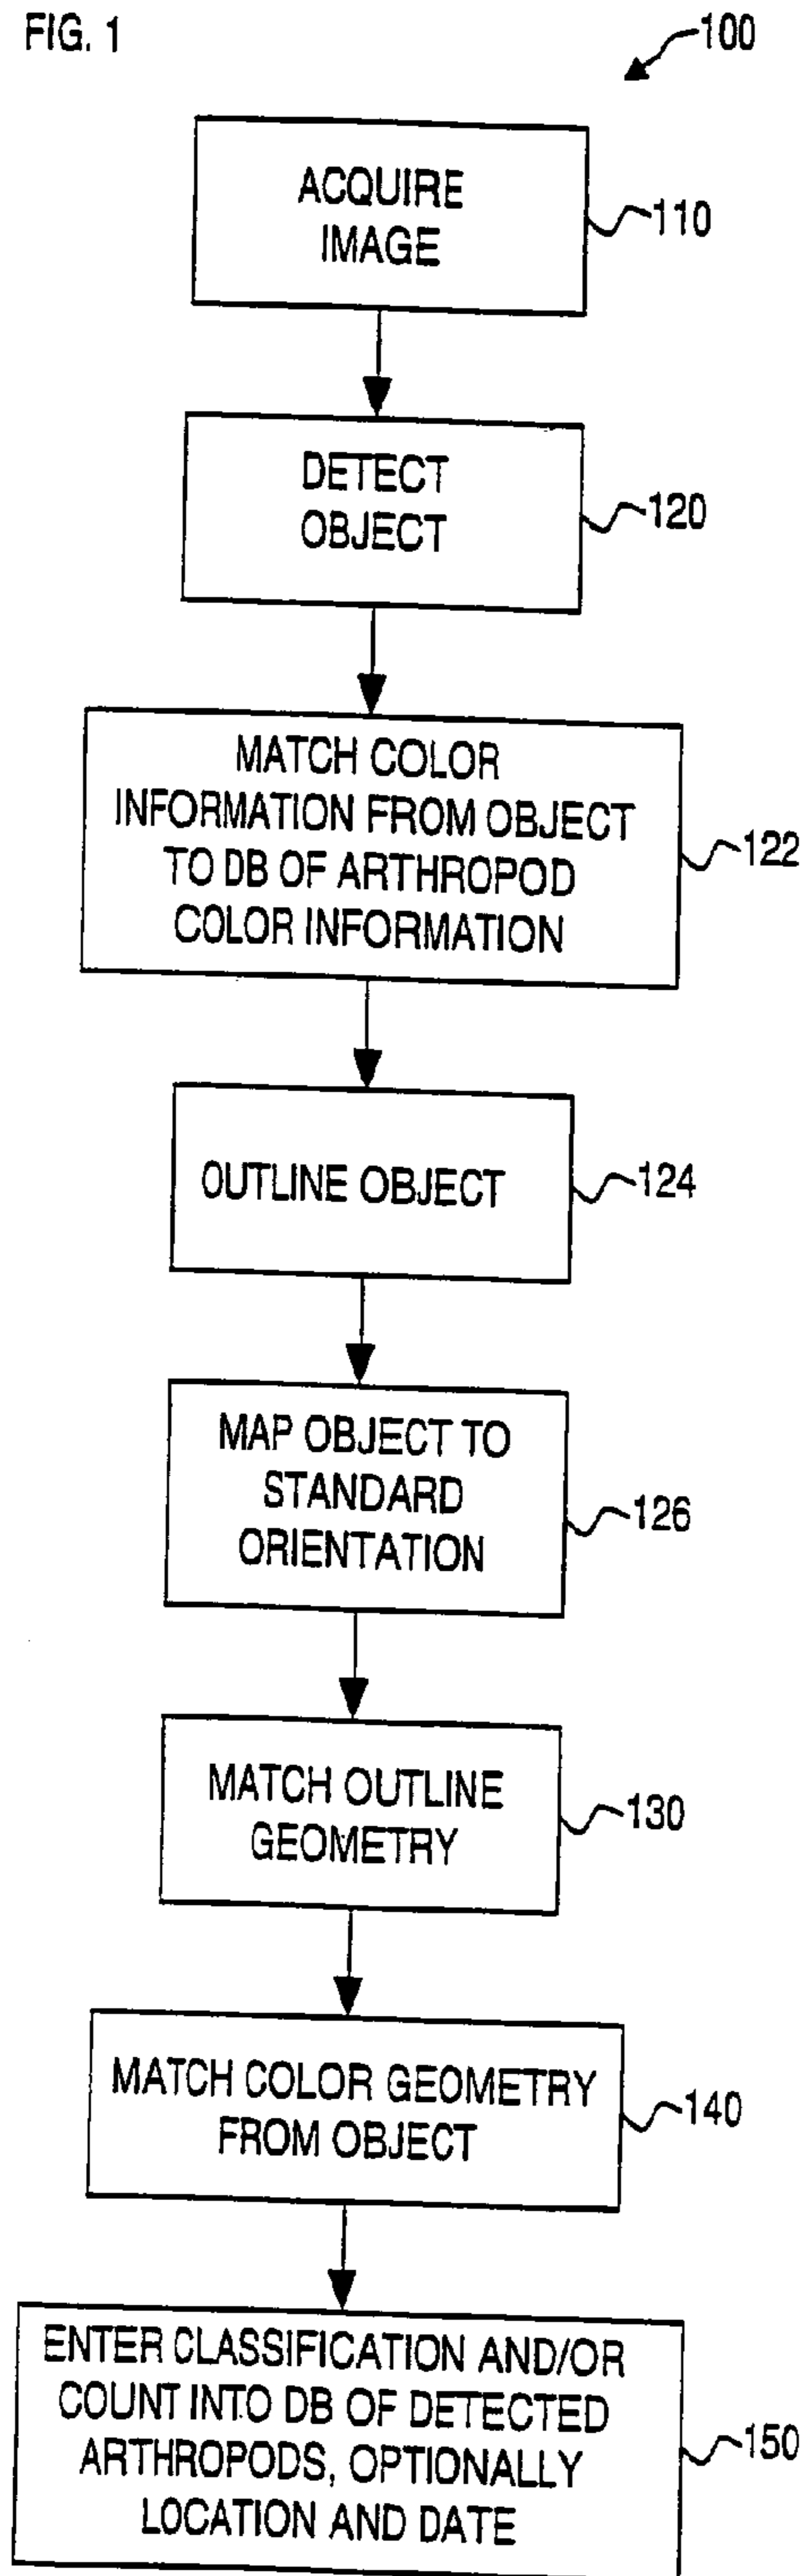 FIG. 1
100
ACQUIRE
IMAGE
110
DETECT
OBJECT
120
MATCH COLOR
INFORMATION FROM OBJECT
TO DB OF ARTHROPOD
COLOR INFORMATION
122
OUTLINE OBJECT
124
MAP OBJECT TO
STANDARD
ORIENTATION
126
MATCH OUTLINE
GEOMETRY
130
MATCH COLOR GEOMETRY
FROM OBJECT
140
ENTER CLASSIFICATION AND/OR
COUNT INTO DB OF DETECTED
ARTHROPODS, OPTIONALLY
LOCATION AND DATE
150